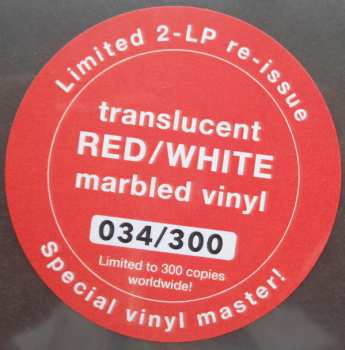 Limited 2-LP re-issue
translucent
RED/WHITE
marbled vinyl
034/300
Limited to 300 copies
worldwide!
Special vinyl master!